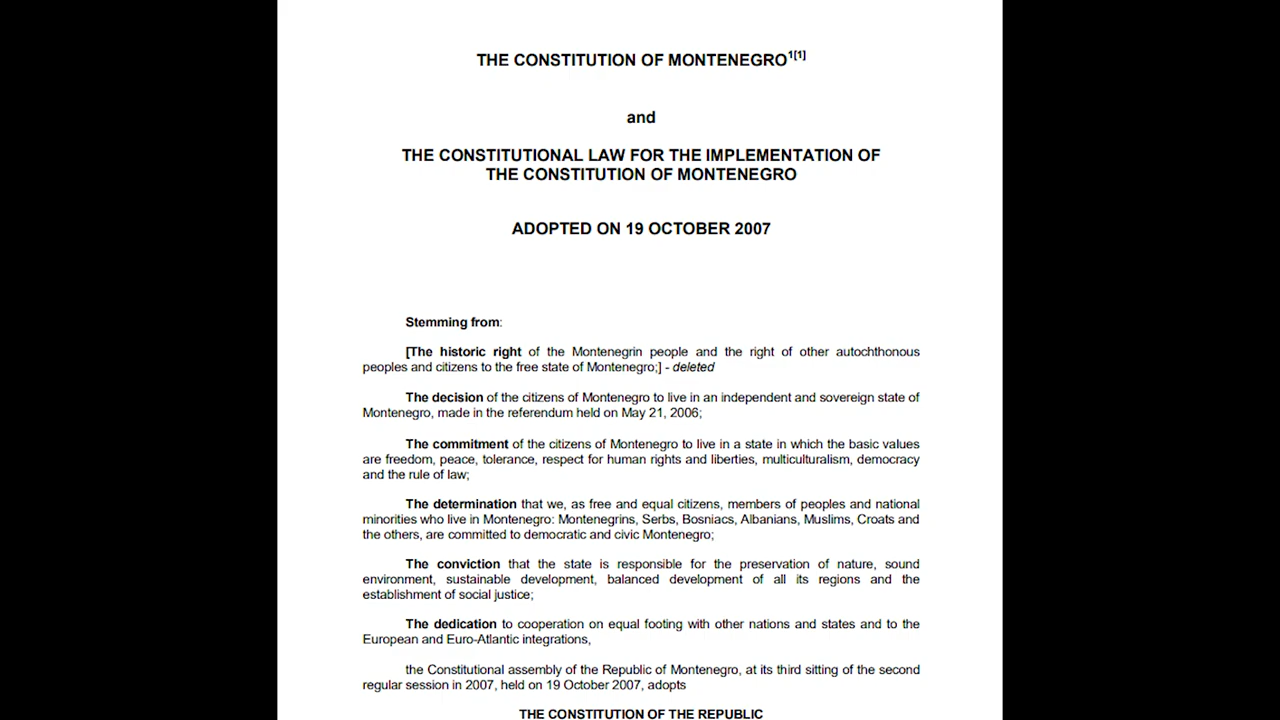 THE CONSTITUTION OF MONTENEGRO1[1]
and
THE CONSTITUTIONAL LAW FOR THE IMPLEMENTATION OF
THE CONSTITUTION OF MONTENEGRO
ADOPTED ON 19 OCTOBER 2007
Stemming from:
[The historic right of the Montenegrin people and the right of other autochthonous
peoples and citizens to the free state of Montenegro;] - deleted
The decision of the citizens of Montenegro to live in an independent and sovereign state of
Montenegro, made in the referendum held on May 21, 2006;
The commitment of the citizens of Montenegro to live in a state in which the basic values
are freedom, peace, tolerance, respect for human rights and liberties, multiculturalism, democracy
and the rule of law;
The determination that we, as free and equal citizens, members of peoples and national
minorities who live in Montenegro: Montenegrins, Serbs, Bosniacs, Albanians, Muslims, Croats and
the others, are committed to democratic and civic Montenegro;
The conviction that the state is responsible for the preservation of nature, sound
environment, sustainable development, balanced development of all its regions and the
establishment of social justice;
The dedication to cooperation on equal footing with other nations and states and to the
European and Euro-Atlantic integrations,
the Constitutional assembly of the Republic of Montenegro, at its third sitting of the second
regular session in 2007, held on 19 October 2007, adopts
THE CONSTITUTION OF THE REPUBLIC